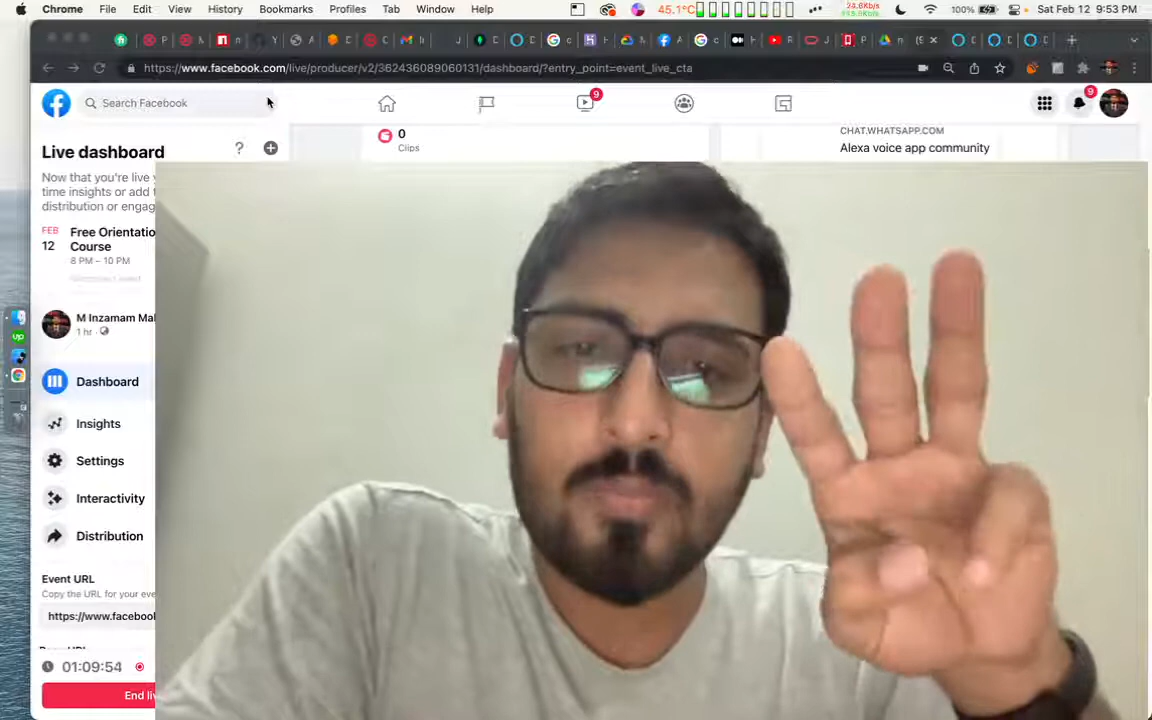 Chrome File Edit View History Bookmarks Profiles Tab Window Help 45.1°C 100% Sat Feb 12 9:53 PM
https://www.facebook.com/live/producer/v2/362436089060131/dashboard/?entry_point=event_live_cta
Search Facebook
9
9
0
Clips
CHAT.WHATSAPP.COM
Alexa voice app community
Live dashboard
?
Now that you're live
time insights or add
distribution or engag
FEB
12
Free Orientatio
Course
8 PM – 10 PM
M Inzamam Mal
1 hr
Dashboard
Insights
Settings
Interactivity
Distribution
Event URL
Copy the URL for your eve
https://www.facebook
01:09:54
End liv